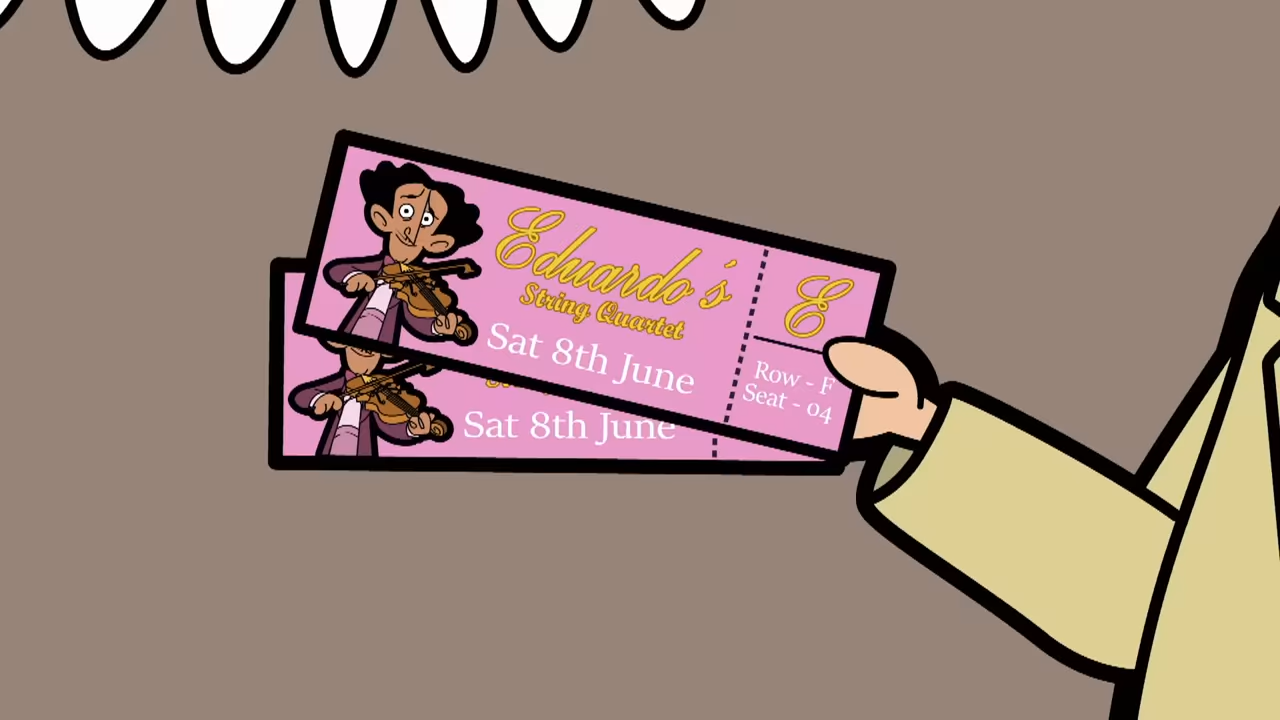 Eduardo's
String Quartet
Sat 8th June
E
Row - F
Seat - 04
Sat 8th June